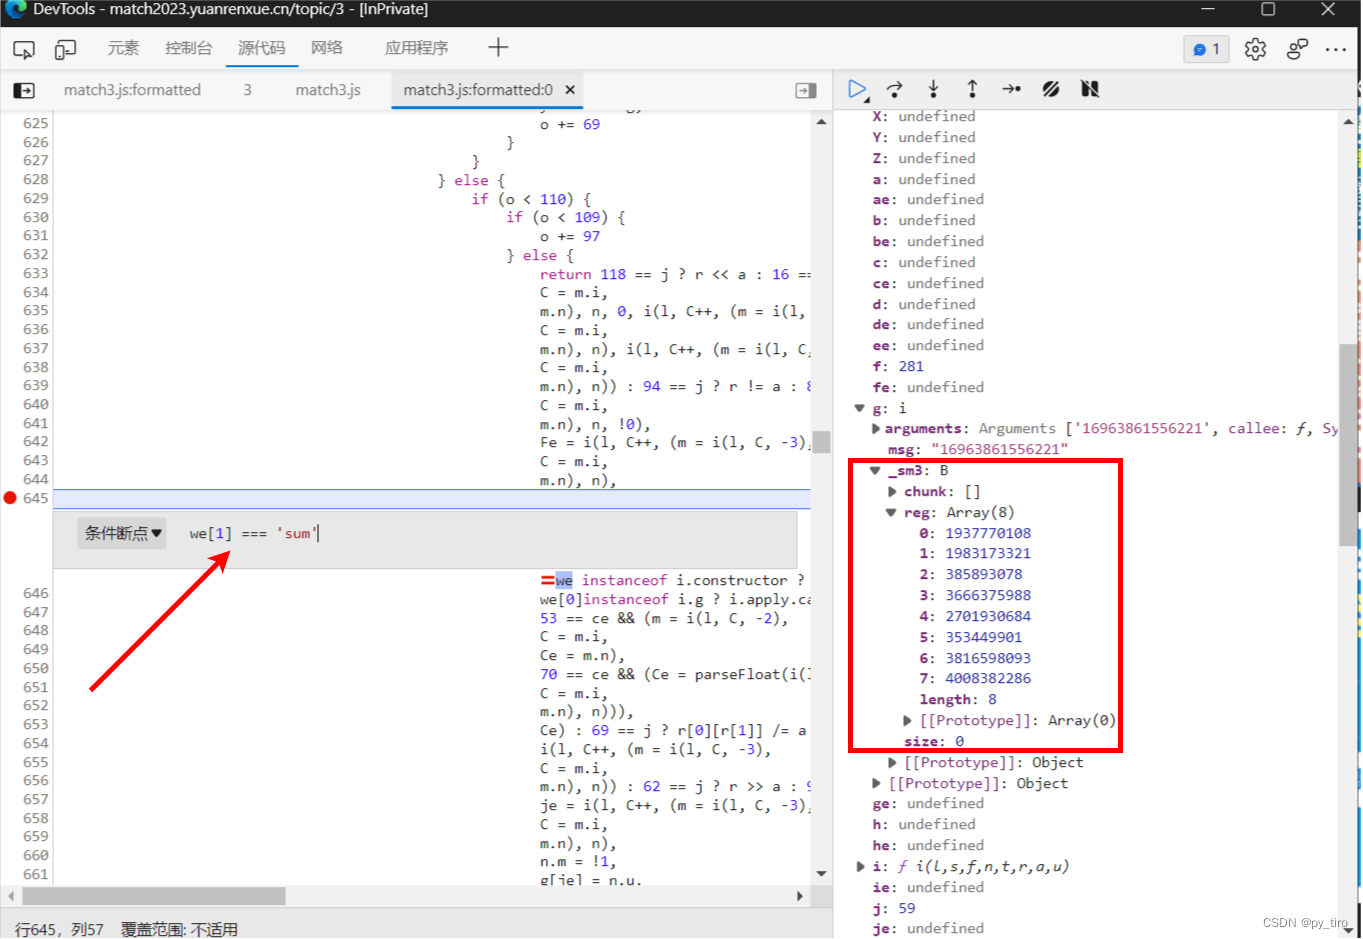 DevTools - match2023.yuanrenxue.cn/topic/3 - [InPrivate]
元素 控制台 源代码 网络 应用程序
1
match3.js:formatted 3 match3.js match3.js:formatted:0 ×
625 o += 69
626 }
627 }
628 } else {
629 if (o < 110) {
630 if (o < 109) {
631 o += 97
632 } else {
633 return 118 == j ? r << a : 16 ==
634 C = m.i,
635 m.n), n, 0, i(l, C++, (m = i(l,
636 C = m.i,
637 m.n), n), i(l, C++, (m = i(l, C,
638 C = m.i,
639 m.n), n)) : 94 == j ? r != a : 8
640 C = m.i,
641 m.n), n, !0),
642 Fe = i(l, C++, (m = i(l, C, -3),
643 C = m.i,
644 m.n), n),
645
条件断点 we[1] === 'sum'
we instanceof i.constructor ?
646 we[0]instanceof i.g ? i.apply.ca
647 53 == ce && (m = i(l, C, -2),
648 C = m.i,
649 Ce = m.n),
650 70 == ce && (Ce = parseFloat(i(l
651 C = m.i,
652 m.n), n))),
653 Ce) : 69 == j ? r[0][r[1]] /= a
654 i(l, C++, (m = i(l, C, -3),
655 C = m.i,
656 m.n), n)) : 62 == j ? r >> a : 9
657 je = i(l, C++, (m = i(l, C, -3),
658 C = m.i,
659 m.n), n),
660 n.m = !1,
661 g[je] = n.u,
行645，列57 覆盖范围: 不适用
X: undefined
Y: undefined
Z: undefined
a: undefined
ae: undefined
b: undefined
be: undefined
c: undefined
ce: undefined
d: undefined
de: undefined
ee: undefined
f: 281
fe: undefined
g: i
arguments: Arguments ['16963861556221', callee: ƒ, Sy
msg: "16963861556221"
_sm3: B
chunk: []
reg: Array(8)
0: 1937770108
1: 1983173321
2: 385893078
3: 3666375988
4: 2701930684
5: 353449901
6: 3816598093
7: 4008382286
length: 8
[[Prototype]]: Array(0)
size: 0
[[Prototype]]: Object
[[Prototype]]: Object
ge: undefined
h: undefined
he: undefined
i: ƒ i(l,s,f,n,t,r,a,u)
ie: undefined
j: 59
je: undefined
CSDN @py_tiro